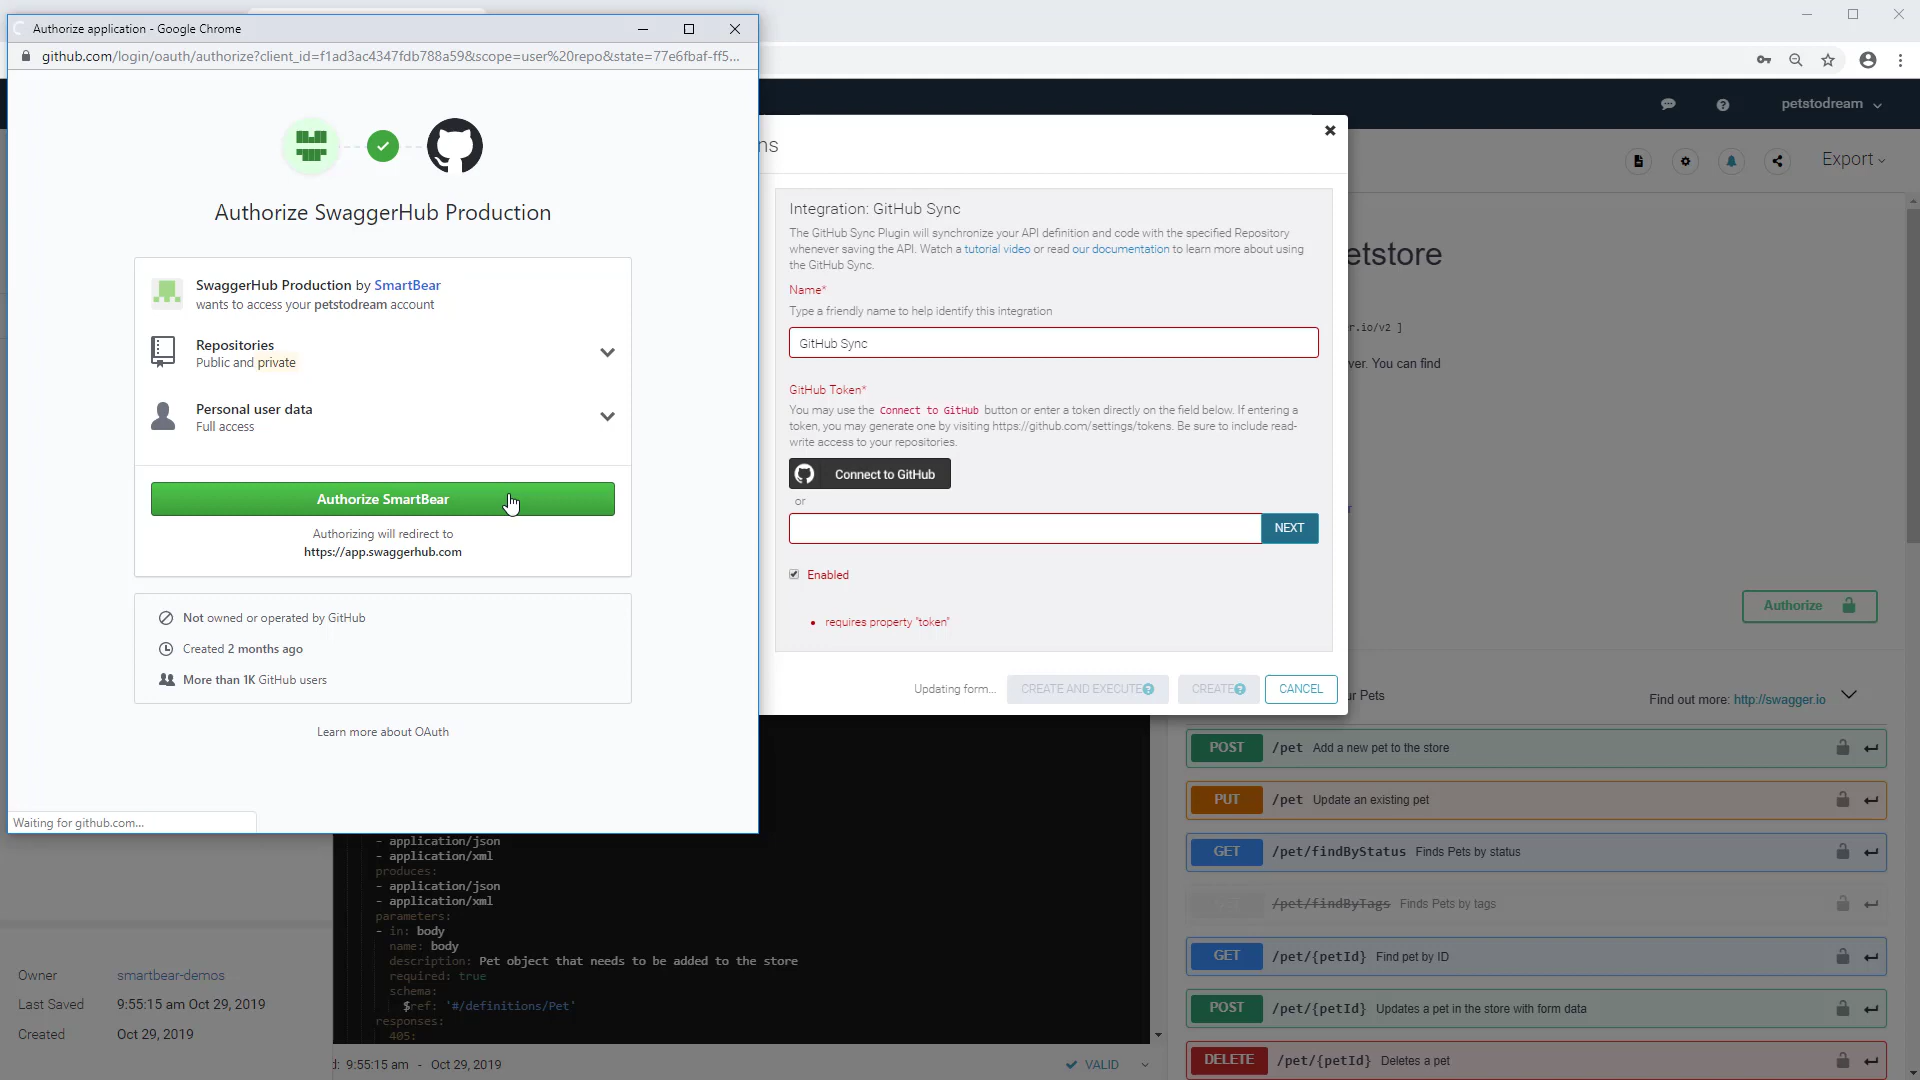 Authorize application - Google Chrome
github.com/login/oauth/authorize?client_id=f1ad3ac4347fdb788a59&scope=user%20repo&state=77e6fbaf-ff5...
Authorize SwaggerHub Production
SwaggerHub Production by SmartBear
wants to access your petstodream account
Repositories
Public and private
Personal user data
Full access
Authorize SmartBear
Authorizing will redirect to
https://app.swaggerhub.com
Not owned or operated by GitHub
Created 2 months ago
More than 1K GitHub users
Learn more about OAuth
Waiting for github.com...
petstodream
Export
ns
Integration: GitHub Sync
The GitHub Sync Plugin will synchronize your API definition and code with the specified Repository
whenever saving the API. Watch a tutorial video or read our documentation to learn more about using
the GitHub Sync.
Name*
Type a friendly name to help identify this integration
GitHub Sync
GitHub Token*
You may use the Connect to GitHub button or enter a token directly on the field below. If entering a
token, you may generate one by visiting https://github.com/settings/tokens. Be sure to include read-
write access to your repositories.
Connect to GitHub
or
NEXT
Enabled
requires property "token"
Updating form...
CREATE AND EXECUTE
CREATE
CANCEL
etstore
r.io/v2 ]
ver. You can find
r
Authorize
ur Pets
Find out more: http://swagger.io
POST /pet Add a new pet to the store
PUT /pet Update an existing pet
GET /pet/findByStatus Finds Pets by status
/pet/findByTags Finds Pets by tags
GET /pet/{petId} Find pet by ID
POST /pet/{petId} Updates a pet in the store with form data
DELETE /pet/{petId} Deletes a pet
- application/json
- application/xml
produces:
- application/json
- application/xml
parameters:
- in: body
name: body
description: Pet object that needs to be added to the store
required: true
schema:
$ref: '#/definitions/Pet'
responses:
405:
Owner smartbear-demos
Last Saved 9:55:15 am Oct 29, 2019
Created Oct 29, 2019
d: 9:55:15 am - Oct 29, 2019
VALID